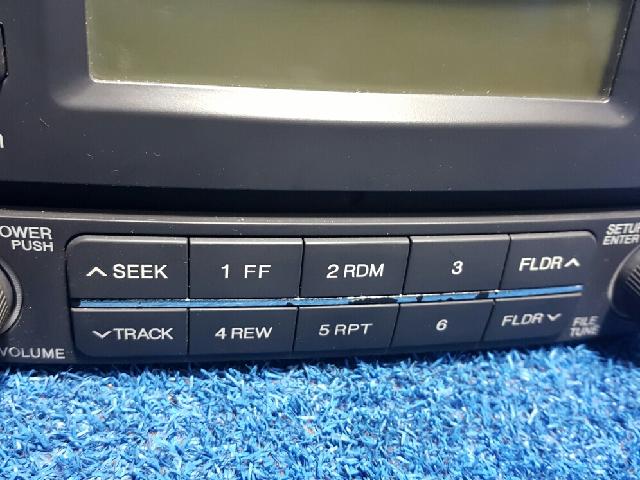 POWER
PUSH
SEEK
1 FF
2 RDM
3
FLDR
SETUP
ENTER
TRACK
4 REW
5 RPT
6
FLDR
FILE
TUNE
VOLUME